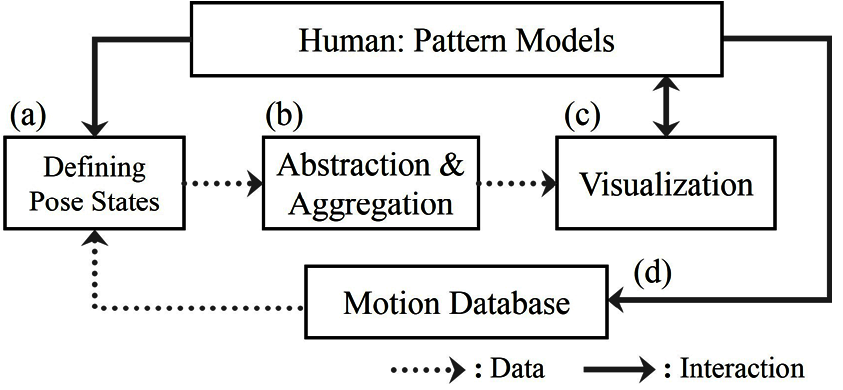 Human: Pattern Models
(a)
(b)
(c)
Defining
Pose States
Abstraction &
Aggregation
Visualization
(d)
Motion Database
: Data
: Interaction